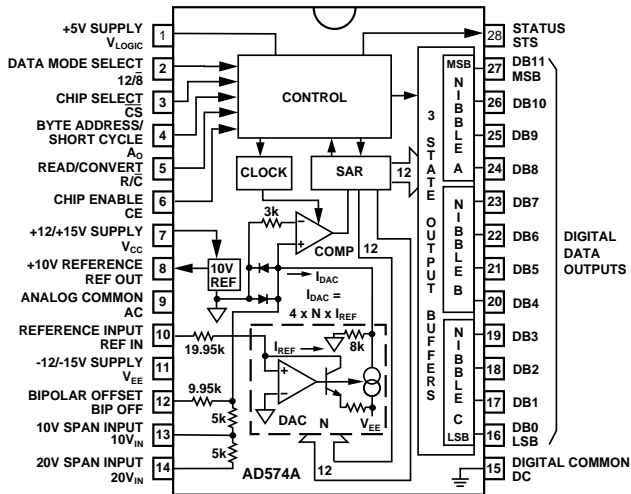 +5V SUPPLY
VLOGIC
1
DATA MODE SELECT
12/8
2
CHIP SELECT
CS
3
BYTE ADDRESS/
SHORT CYCLE
AO
4
READ/CONVERT
R/C
5
CHIP ENABLE
CE
6
+12/+15V SUPPLY
VCC
7
+10V REFERENCE
REF OUT
8
ANALOG COMMON
AC
9
REFERENCE INPUT
REF IN
10
-12/-15V SUPPLY
VEE
11
BIPOLAR OFFSET
BIP OFF
12
10V SPAN INPUT
10VIN
13
20V SPAN INPUT
20VIN
14
CONTROL
CLOCK
SAR
3k
COMP
12
12
10V
REF
IDAC
IDAC =
4 x N x IREF
19.95k
IREF
8k
9.95k
5k
5k
DAC
N
VEE
12
AD574A
3 STATE OUTPUT BUFFERS
MSB
NIBBLE A
NIBBLE B
NIBBLE C
LSB
28
STATUS
STS
27
DB11
MSB
26
DB10
25
DB9
24
DB8
23
DB7
22
DB6
21
DB5
20
DB4
19
DB3
18
DB2
17
DB1
16
DB0
LSB
15
DIGITAL COMMON
DC
DIGITAL
DATA
OUTPUTS